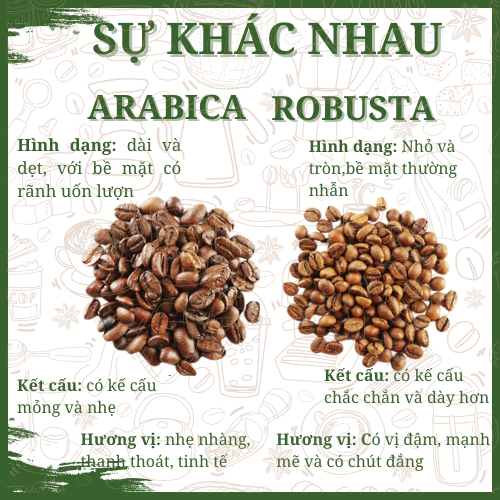 SỰ KHÁC NHAU
ARABICA
Hình dạng: dài và
dẹt, với bề mặt có
rãnh uốn lượn
Kết cấu: có kế cấu
mỏng và nhẹ
Hương vị: nhẹ nhàng,
thanh thoát, tinh tế
ROBUSTA
Hình dạng: Nhỏ và
tròn,bề mặt thường
nhẵn
Kết cấu: có kế cấu
chắc chắn và dày hơn
Hương vị: Có vị đậm, mạnh
mẽ và có chút đắng